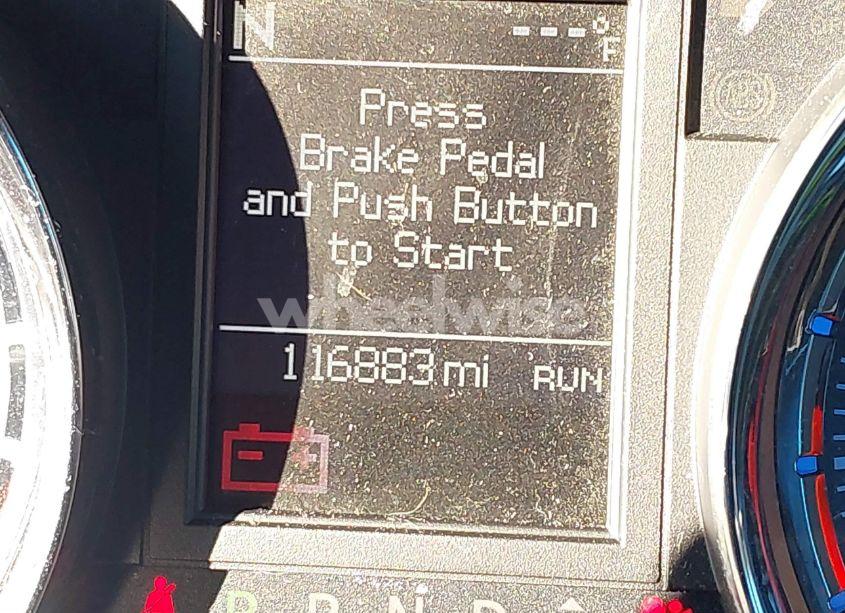 N ---°F
Press
Brake Pedal
and Push Button
to Start
wheelwise
116883 mi RUN
P R N D